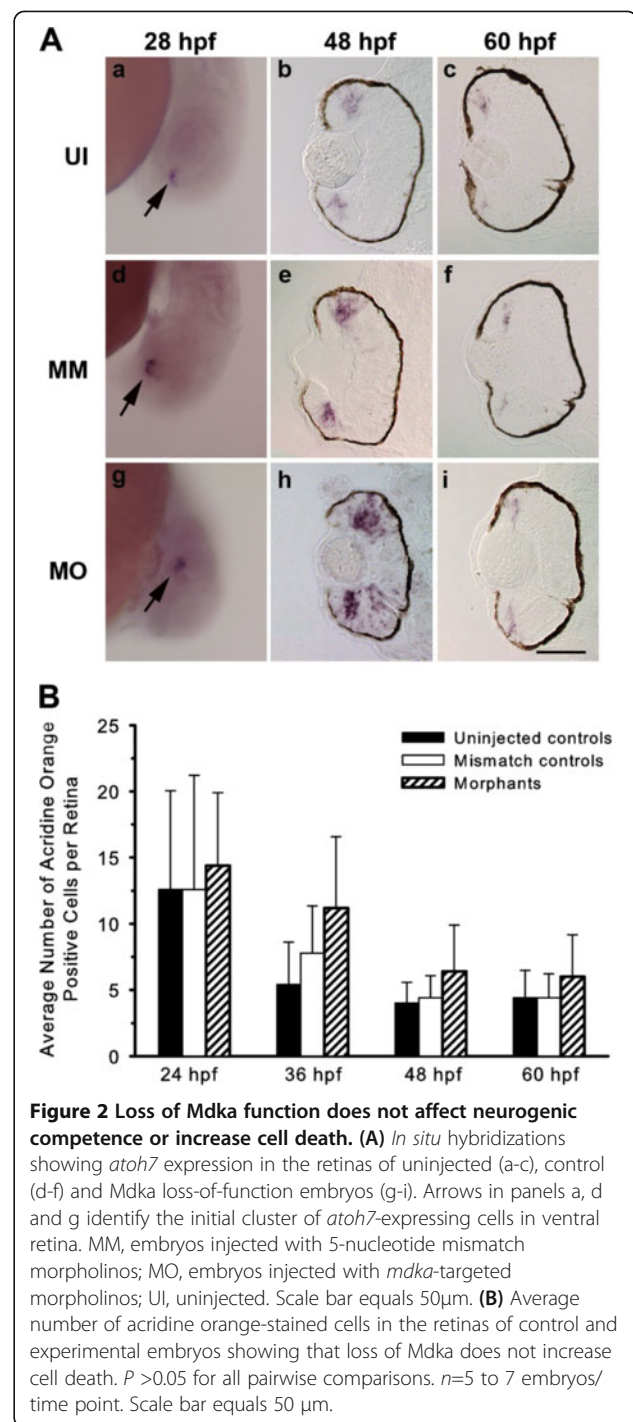 A
28 hpf 48 hpf 60 hpf
a b c
UI
d e f
MM
g h i
MO
B
25
20
15
10
5
0
Average Number of Acridine Orange
Positive Cells per Retina
Uninjected controls
Mismatch controls
Morphants
24 hpf 36 hpf 48 hpf 60 hpf
Figure 2 Loss of Mdka function does not affect neurogenic
competence or increase cell death. (A) In situ hybridizations
showing atoh7 expression in the retinas of uninjected (a-c), control
(d-f) and Mdka loss-of-function embryos (g-i). Arrows in panels a, d
and g identify the initial cluster of atoh7-expressing cells in ventral
retina. MM, embryos injected with 5-nucleotide mismatch
morpholinos; MO, embryos injected with mdka-targeted
morpholinos; UI, uninjected. Scale bar equals 50μm. (B) Average
number of acridine orange-stained cells in the retinas of control and
experimental embryos showing that loss of Mdka does not increase
cell death. P >0.05 for all pairwise comparisons. n=5 to 7 embryos/
time point. Scale bar equals 50 μm.